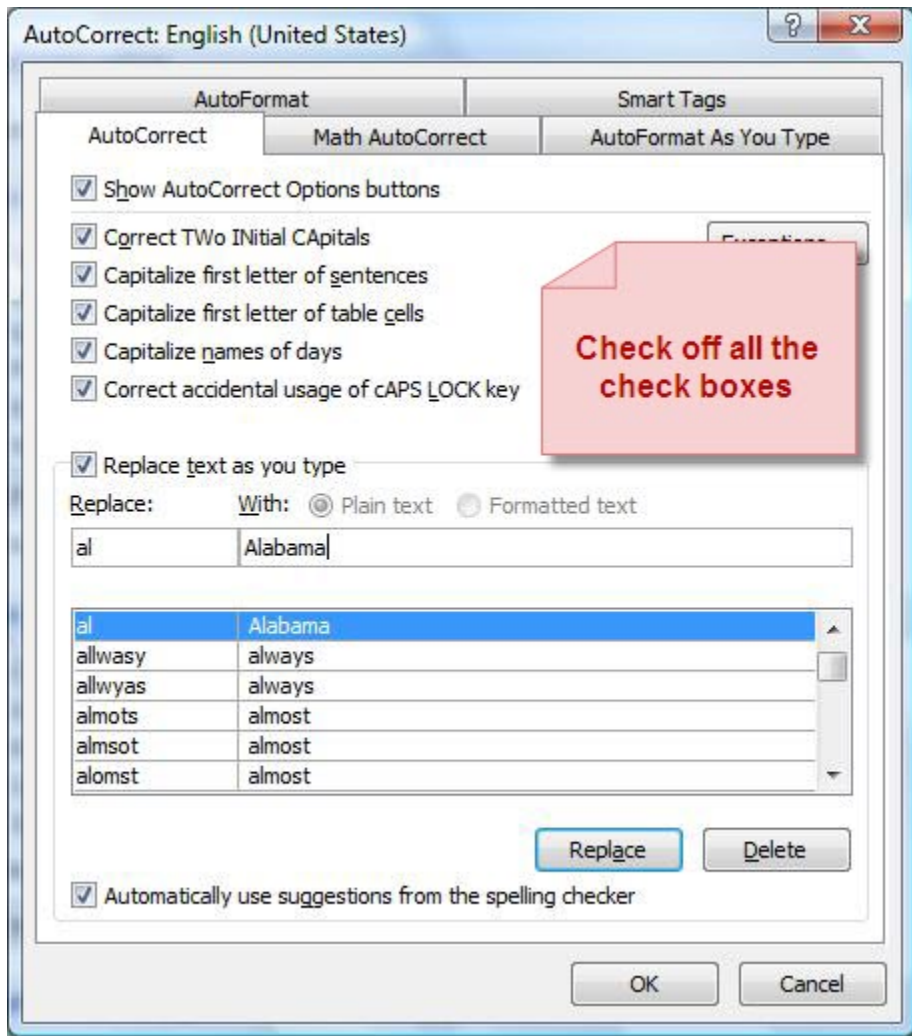 AutoCorrect: English (United States)
AutoFormat Smart Tags
AutoCorrect Math AutoCorrect AutoFormat As You Type
Show AutoCorrect Options buttons
Correct TWo INitial CApitals
Capitalize first letter of sentences
Capitalize first letter of table cells
Capitalize names of days
Correct accidental usage of cAPS LOCK key
Check off all the
check boxes
Replace text as you type
Replace: With: Plain text Formatted text
al Alabama
al Alabama
allwasy always
allwyas always
almots almost
almsot almost
alomst almost
Replace Delete
Automatically use suggestions from the spelling checker
OK Cancel